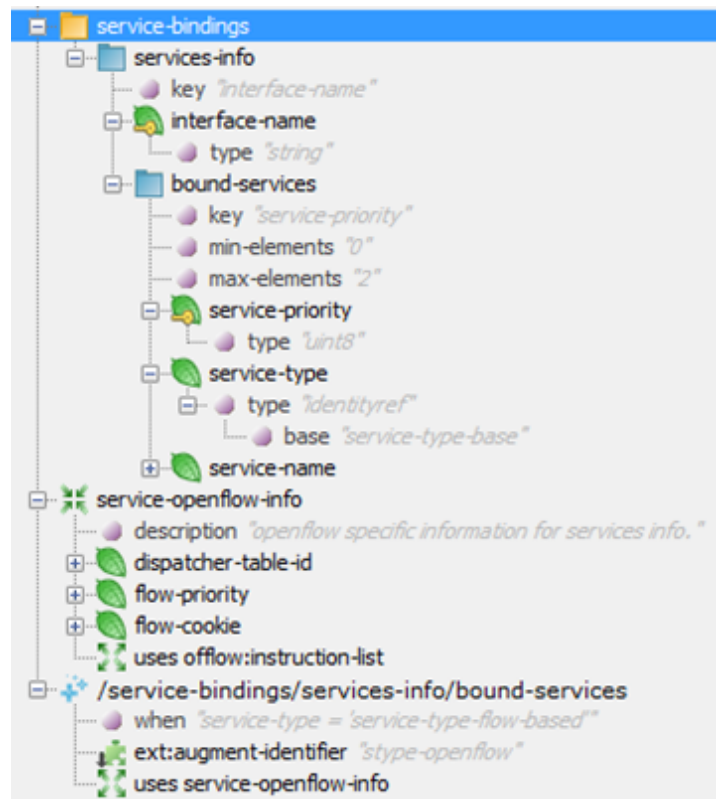 service-bindings
services-info
key "interface-name"
interface-name
type "string"
bound-services
key "service-priority"
min-elements "0"
max-elements "2"
service-priority
type "uint8"
service-type
type "identityref"
base "service-type-base"
service-name
service-openflow-info
description "openflow specific information for services info."
dispatcher-table-id
flow-priority
flow-cookie
uses offlow:instruction-list
/service-bindings/services-info/bound-services
when "service-type = 'service-type-flow-based'"
ext:augment-identifier "stype-openflow"
uses service-openflow-info